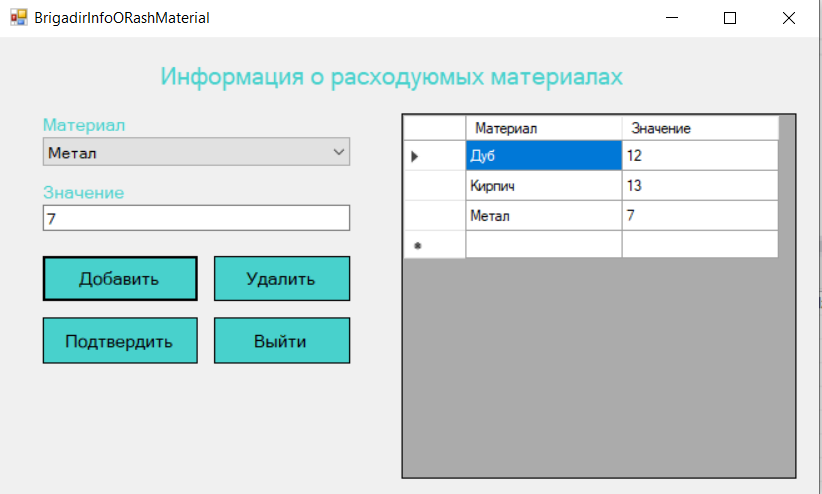 BrigadirInfoORashMaterial
Информация о расходуюмых материалах
Материал
Метал
Значение
7
Добавить Удалить
Подтвердить Выйти
Материал Значение
Дуб 12
Кирпич 13
Метал 7